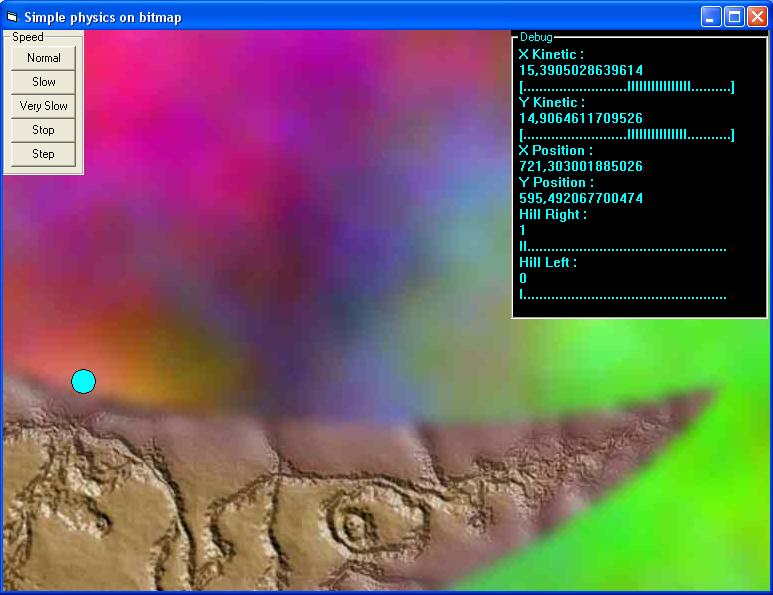 Simple physics on bitmap
Speed
Normal
Slow
Very Slow
Stop
Step
Debug
X Kinetic :
15,3905028639614
[..........................IIIIIIIIIIIIIIII..........]
Y Kinetic :
14,9064611709526
[..........................IIIIIIIIIIIIIII...........]
X Position :
721,303001885026
Y Position :
595,492067700474
Hill Right :
1
II..................................................
Hill Left :
0
I...................................................